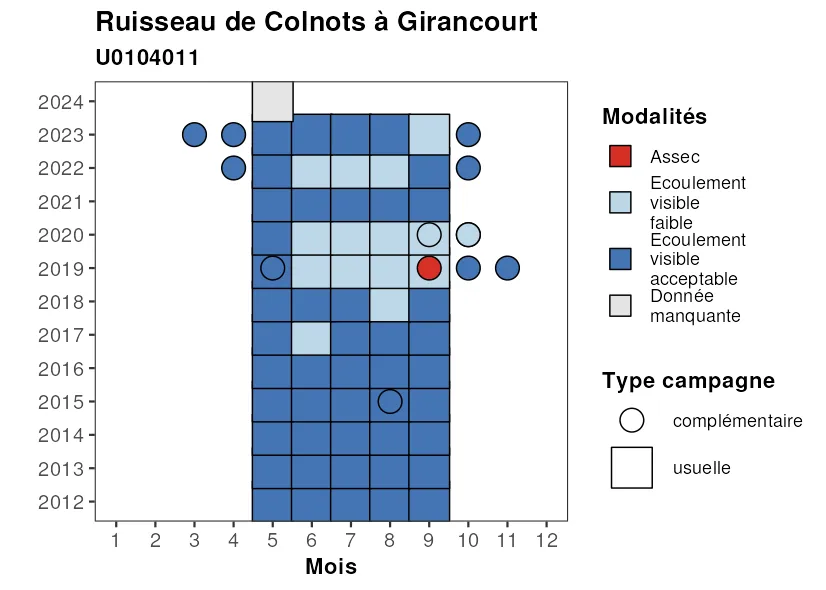 Ruisseau de Colnots à Girancourt
U0104011
2024
2023
2022
2021
2020
2019
2018
2017
2016
2015
2014
2013
2012
1 2 3 4 5 6 7 8 9 10 11 12
Mois
Modalités
Assec
Ecoulement
visible
faible
Ecoulement
visible
acceptable
Donnée
manquante
Type campagne
complémentaire
usuelle